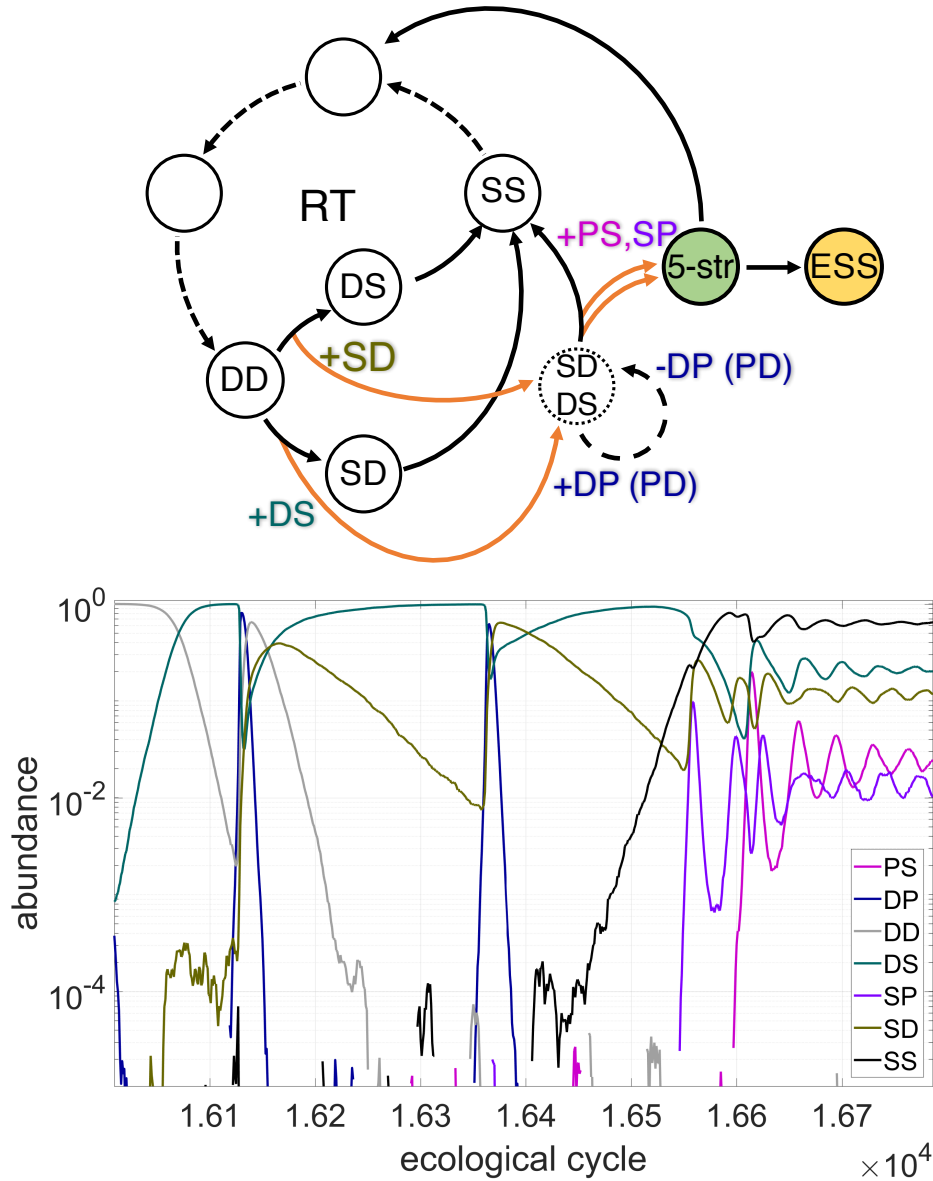 SS
RT
+PS,SP
5-str
ESS
DS
+SD
SD
DS
-DP (PD)
DD
SD
+DP (PD)
+DS
10^0
10^-2
10^-4
abundance
PS
DP
DD
DS
SP
SD
SS
1.61
1.62
1.63
1.64
1.65
1.66
1.67
×10^4
ecological cycle